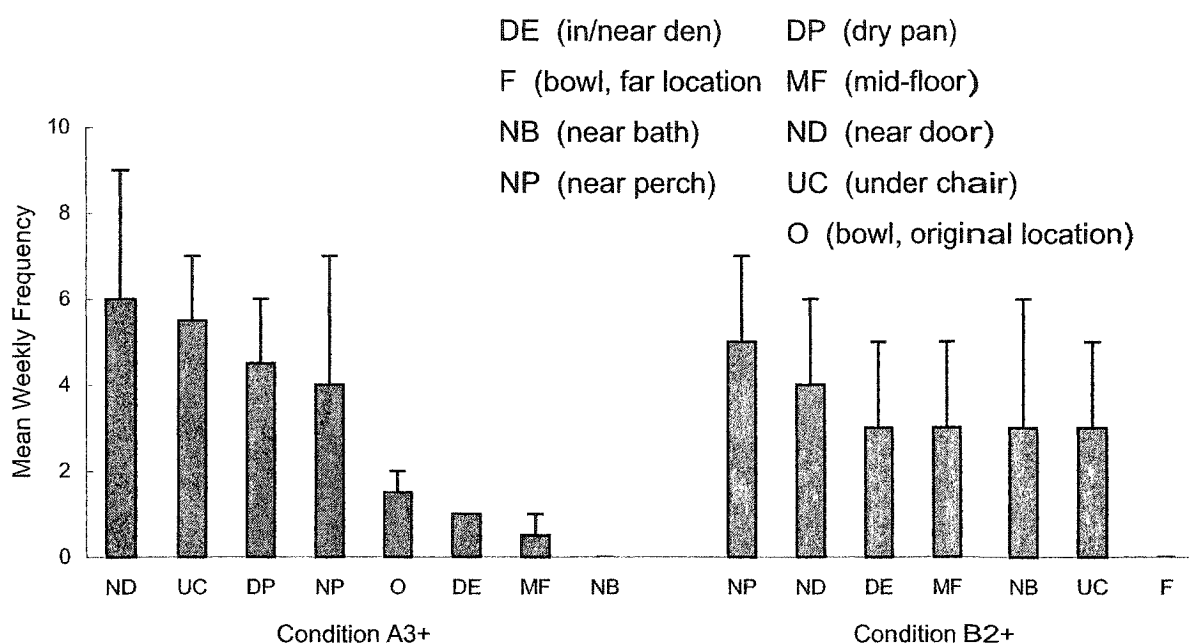 DE (in/near den) DP (dry pan)
F (bowl, far location MF (mid-floor)
NB (near bath) ND (near door)
NP (near perch) UC (under chair)
O (bowl, original location)
Mean Weekly Frequency
10
8
6
4
2
0
ND UC DP NP O DE MF NB NP ND DE MF NB UC F
Condition A3+ Condition B2+